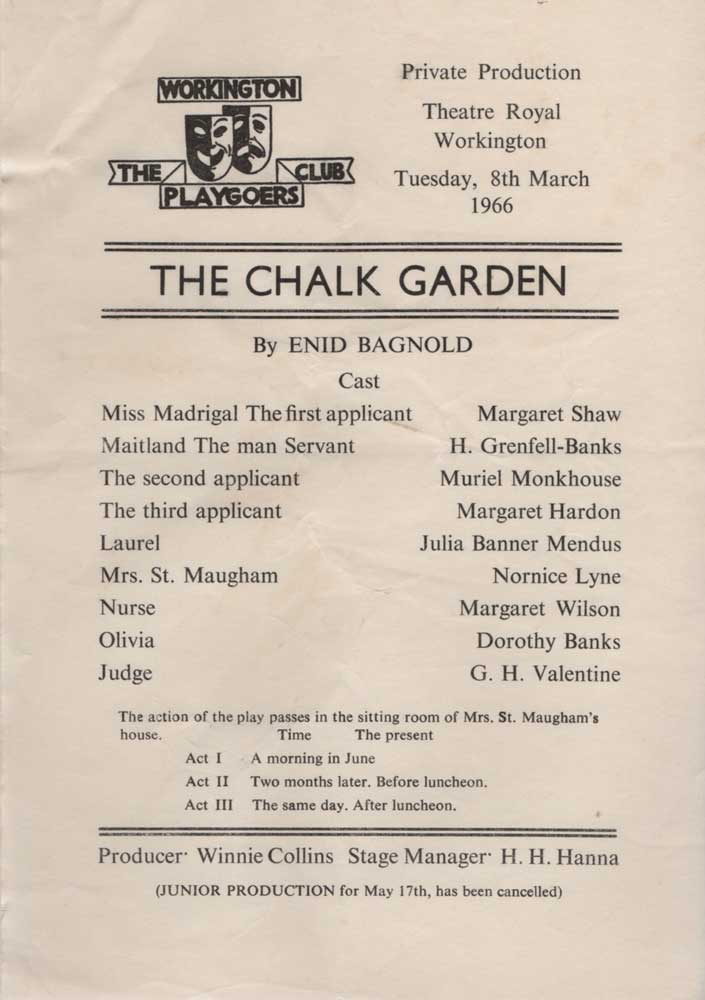 WORKINGTON
THE CLUB
PLAYGOERS
Private Production
Theatre Royal
Workington
Tuesday, 8th March
1966
THE CHALK GARDEN
By ENID BAGNOLD
Cast
Miss Madrigal The first applicant Margaret Shaw
Maitland The man Servant H. Grenfell-Banks
The second applicant Muriel Monkhouse
The third applicant Margaret Hardon
Laurel Julia Banner Mendus
Mrs. St. Maugham Nornice Lyne
Nurse Margaret Wilson
Olivia Dorothy Banks
Judge G. H. Valentine
The action of the play passes in the sitting room of Mrs. St. Maugham's
house. Time The present
Act I A morning in June
Act II Two months later. Before luncheon.
Act III The same day. After luncheon.
Producer· Winnie Collins Stage Manager· H. H. Hanna
(JUNIOR PRODUCTION for May 17th, has been cancelled)